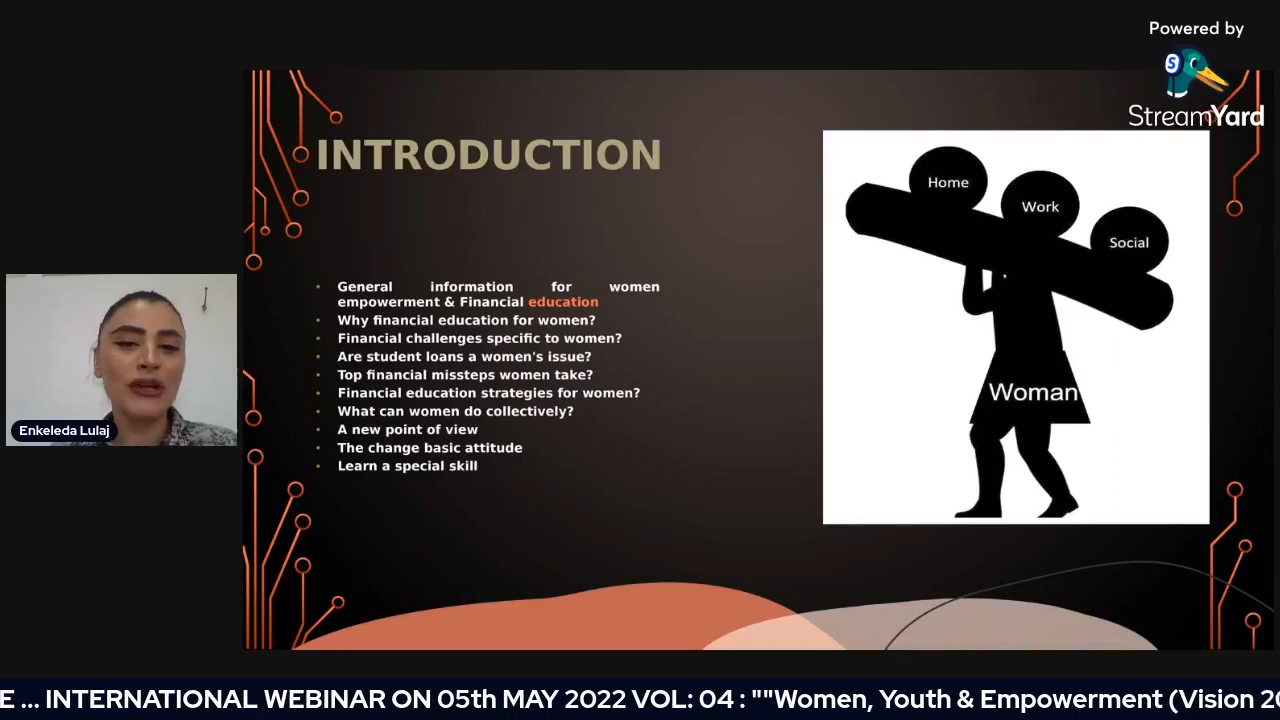 Powered by
StreamYard
INTRODUCTION
Home
Work
Social
General information for women
empowerment & Financial education
Why financial education for women?
Financial challenges specific to women?
Are student loans a women's issue?
Top financial missteps women take?
Financial education strategies for women?
What can women do collectively?
A new point of view
The change basic attitude
Learn a special skill
Woman
Enkeleda Lulaj
E ... INTERNATIONAL WEBINAR ON 05th MAY 2022 VOL: 04 : ""Women, Youth & Empowerment (Vision 20